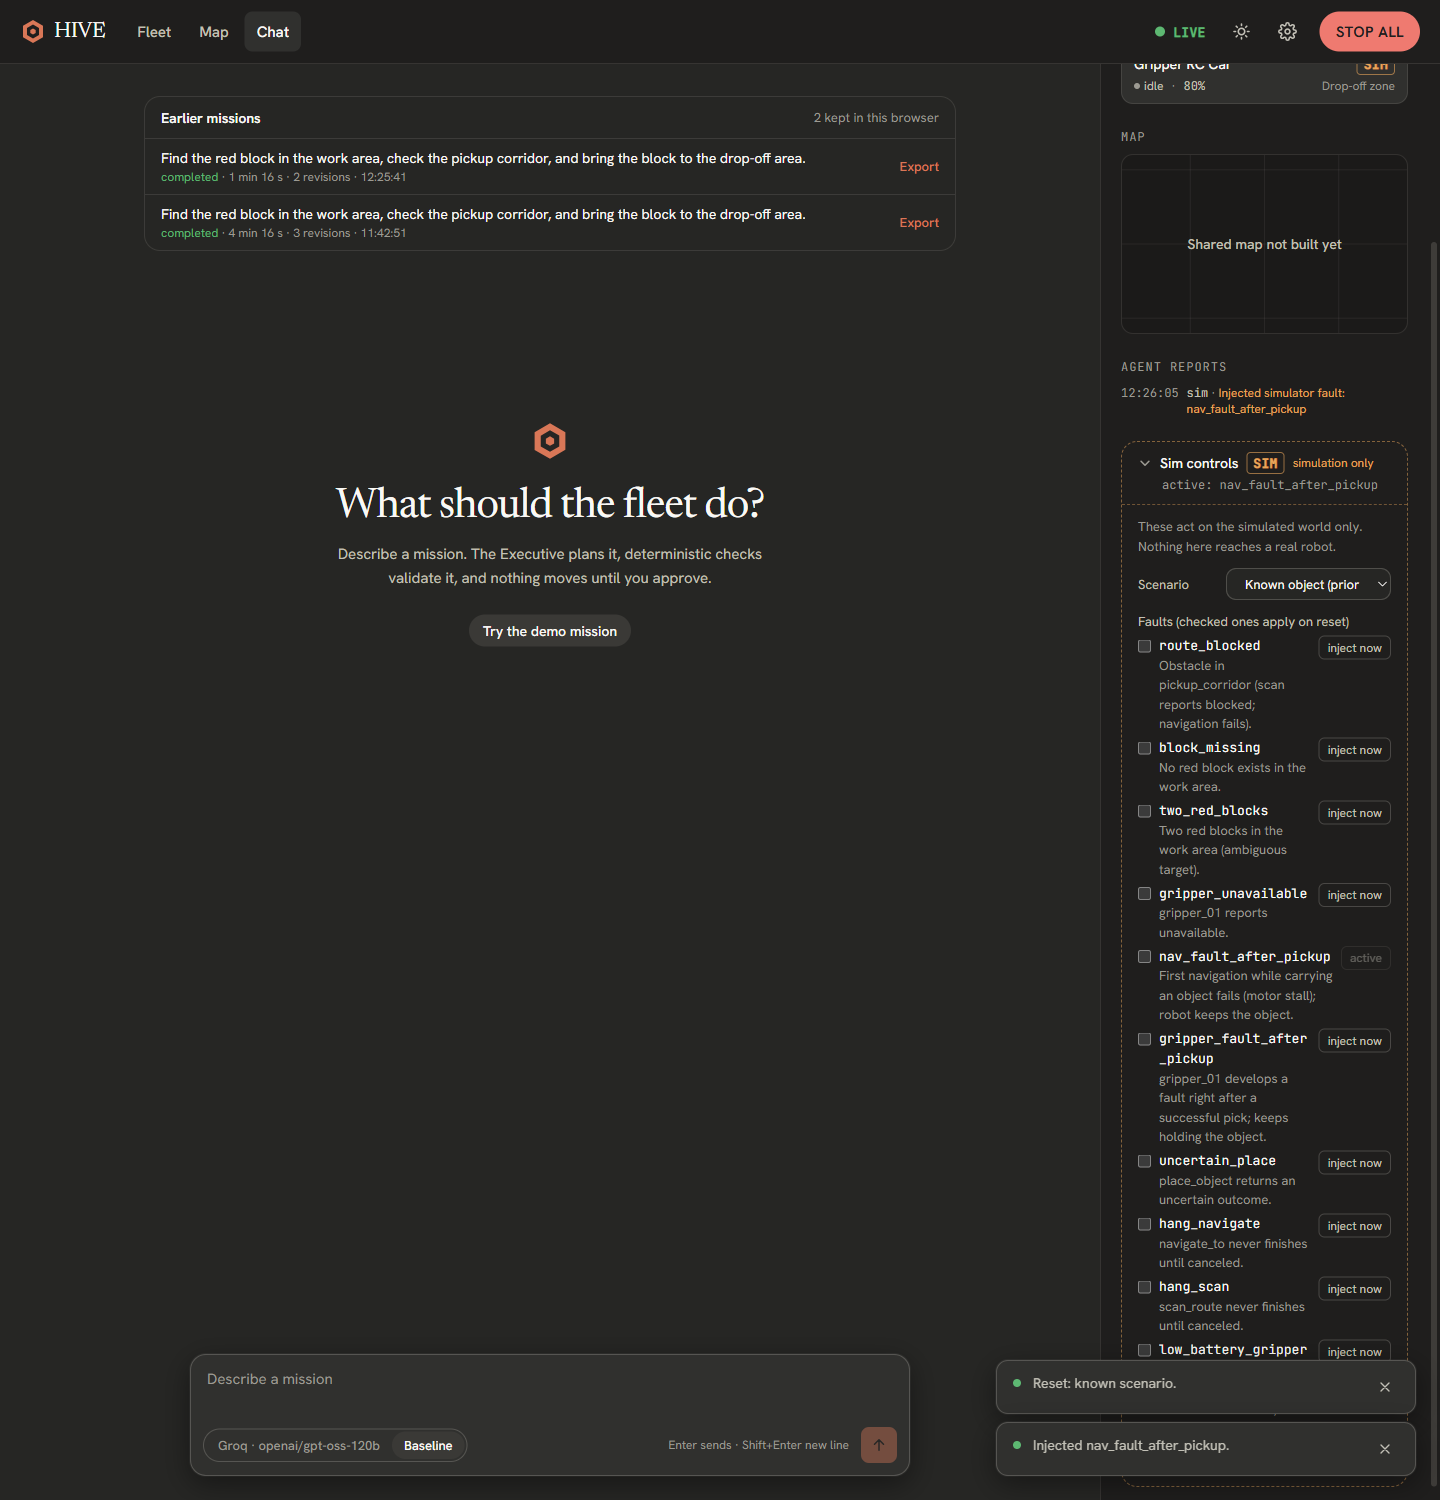 HIVE
Fleet
Map
Chat
LIVE
STOP ALL
Earlier missions
2 kept in this browser
Find the red block in the work area, check the pickup corridor, and bring the block to the drop-off area.
completed · 1 min 16 s · 2 revisions · 12:25:41
Export
Find the red block in the work area, check the pickup corridor, and bring the block to the drop-off area.
completed · 4 min 16 s · 3 revisions · 11:42:51
Export
What should the fleet do?
Describe a mission. The Executive plans it, deterministic checks
validate it, and nothing moves until you approve.
Try the demo mission
Describe a mission
Groq · openai/gpt-oss-120b
Baseline
Enter sends · Shift+Enter new line
Gripper RC Car
SIM
idle · 80%
Drop-off zone
MAP
Shared map not built yet
AGENT REPORTS
12:26:05 sim · Injected simulator fault:
nav_fault_after_pickup
Sim controls
SIM
simulation only
active: nav_fault_after_pickup
These act on the simulated world only.
Nothing here reaches a real robot.
Scenario
Known object (prior
Faults (checked ones apply on reset)
route_blocked
inject now
Obstacle in
pickup_corridor (scan
reports blocked;
navigation fails).
block_missing
inject now
No red block exists in the
work area.
two_red_blocks
inject now
Two red blocks in the
work area (ambiguous
target).
gripper_unavailable
inject now
gripper_01 reports
unavailable.
nav_fault_after_pickup
active
First navigation while carrying
an object fails (motor stall);
robot keeps the object.
gripper_fault_after
_pickup
inject now
gripper_01 develops a
fault right after a
successful pick; keeps
holding the object.
uncertain_place
inject now
place_object returns an
uncertain outcome.
hang_navigate
inject now
navigate_to never finishes
until canceled.
hang_scan
inject now
scan_route never finishes
until canceled.
low_battery_gripper
inject now
Reset: known scenario.
Injected nav_fault_after_pickup.